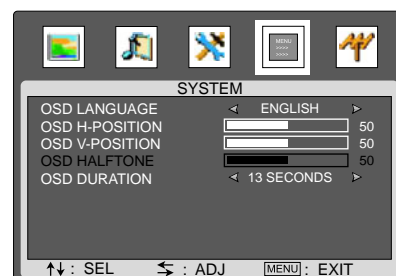 MENU
>>>>
>>>>
SYSTEM
OSD LANGUAGE ENGLISH
OSD H-POSITION 50
OSD V-POSITION 50
OSD HALFTONE 50
OSD DURATION 13 SECONDS
↑↓ : SEL ⇆ : ADJ MENU : EXIT